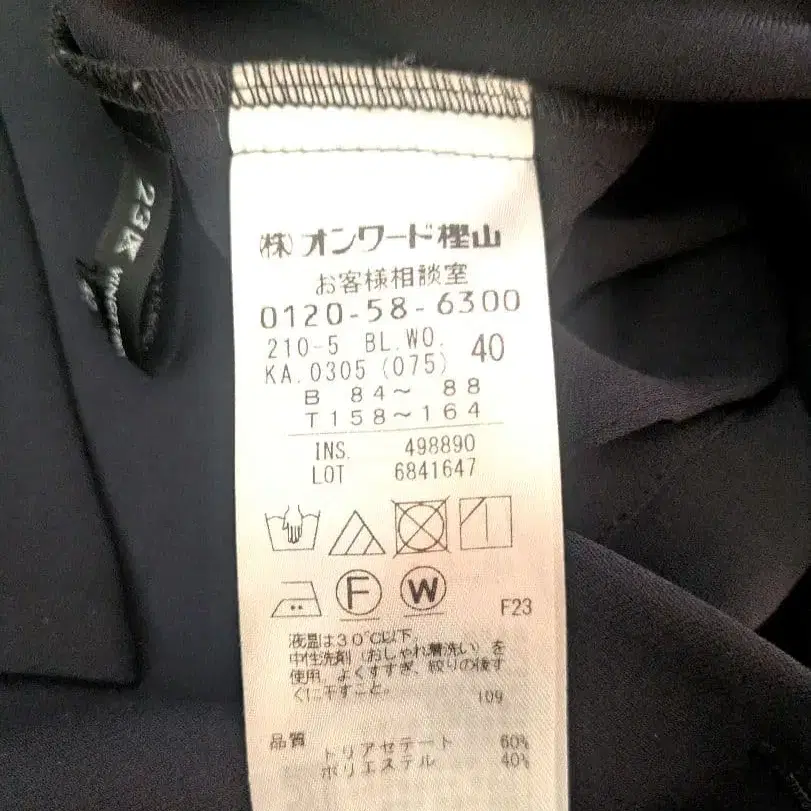 23区
(株)オンワード樫山
お客様相談室
0120-58-6300
210-5 BL.WO. 40
KA.0305 (075)
B 84〜 88
T158〜164
INS. 498890
LOT 6841647
F W
F23
液温は30℃以下、
中性洗剤(おしゃれ着洗い)を
使用、よくすすぎ、絞りの後す
ぐに干すこと。
109
品質
トリアセテート 60%
ポリエステル 40%